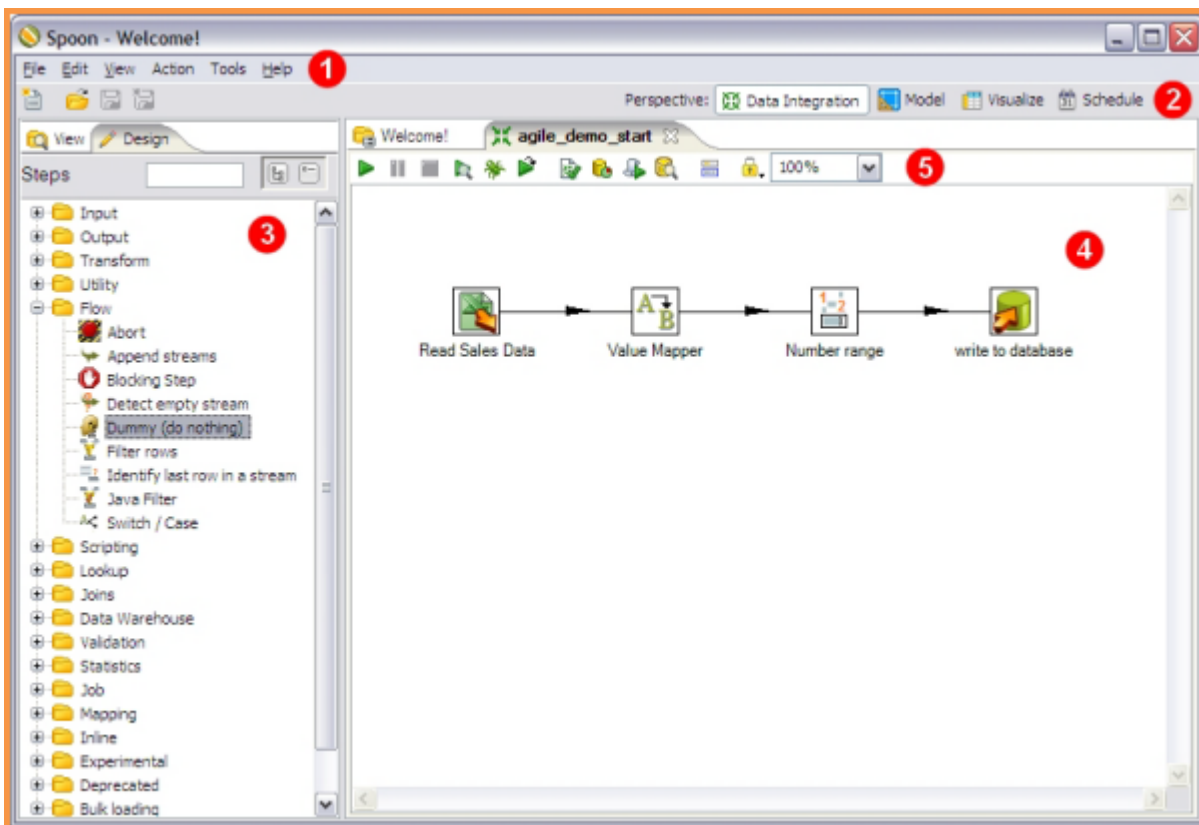 Spoon - Welcome!
File Edit View Action Tools Help 1
Perspective: Data Integration Model 31 Visualize Schedule 2
View Design
Welcome! agile_demo_start
Steps
100% 5
3
4
Input
Output
Transform
Utility
Flow
Abort
Append streams
Blocking Step
Detect empty stream
Dummy (do nothing)
Filter rows
Identify last row in a stream
Java Filter
Switch / Case
Scripting
Lookup
Joins
Data Warehouse
Validation
Statistics
Job
Mapping
Inline
Experimental
Deprecated
Bulk loading
A B
1=2
Read Sales Data Value Mapper Number range write to database